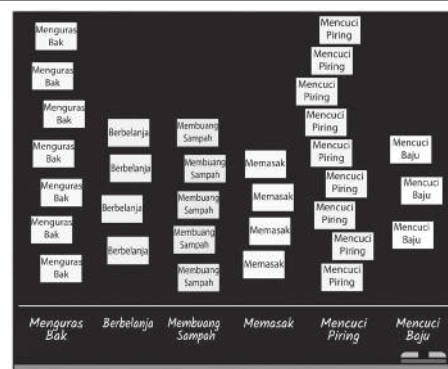 Menguras
Bak
Menguras
Bak
Menguras
Bak
Menguras
Bak
Menguras
Bak
Menguras
Bak
Menguras
Bak
Berbelanja
Berbelanja
Berbelanja
Berbelanja
Membuang
Sampah
Membuang
Sampah
Membuang
Sampah
Membuang
Sampah
Membuang
Sampah
Memasak
Memasak
Memasak
Memasak
Mencuci
Piring
Mencuci
Piring
Mencuci
Piring
Mencuci
Piring
Mencuci
Piring
Mencuci
Piring
Mencuci
Piring
Mencuci
Piring
Mencuci
Piring
Mencuci
Baju
Mencuci
Baju
Mencuci
Baju
Menguras
Bak
Berbelanja
Membuang
Sampah
Memasak
Mencuci
Piring
Mencuci
Baju